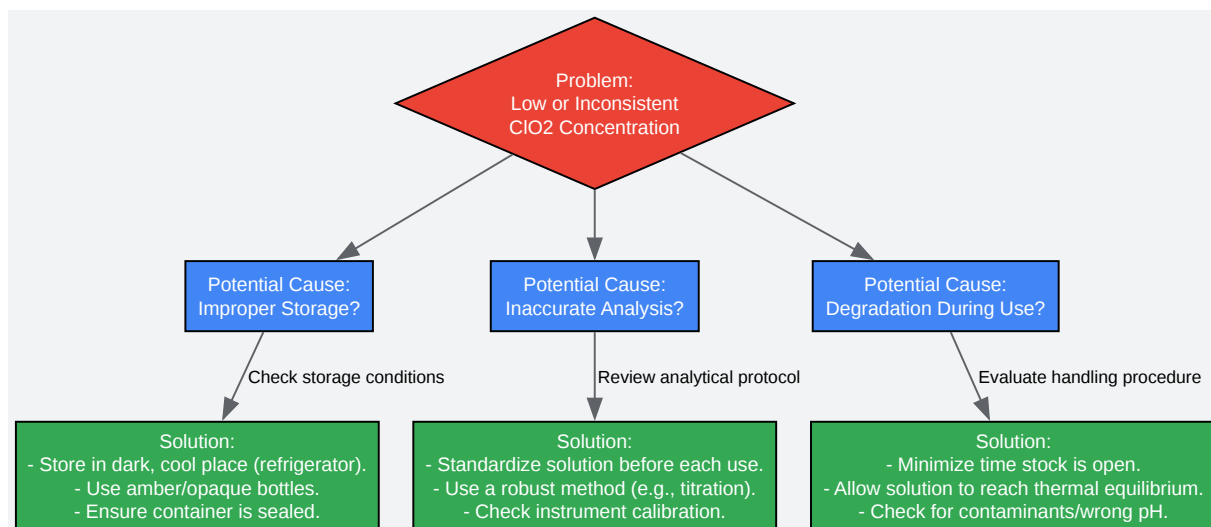 Problem:
Low or Inconsistent
ClO2 Concentration
Potential Cause:
Improper Storage?
Potential Cause:
Inaccurate Analysis?
Potential Cause:
Degradation During Use?
Check storage conditions
Review analytical protocol
Evaluate handling procedure
Solution:
- Store in dark, cool place (refrigerator).
- Use amber/opaque bottles.
- Ensure container is sealed.
Solution:
- Standardize solution before each use.
- Use a robust method (e.g., titration).
- Check instrument calibration.
Solution:
- Minimize time stock is open.
- Allow solution to reach thermal equilibrium.
- Check for contaminants/wrong pH.